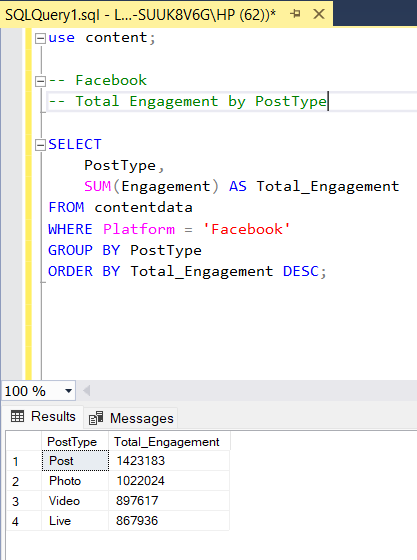 SQLQuery1.sql - L...-SUUK8V6G\HP (62))*
use content;
-- Facebook
-- Total Engagement by PostType
SELECT
PostType,
SUM(Engagement) AS Total_Engagement
FROM contentdata
WHERE Platform = 'Facebook'
GROUP BY PostType
ORDER BY Total_Engagement DESC;
100 %
Results Messages
PostType Total_Engagement
1 Post 1423183
2 Photo 1022024
3 Video 897617
4 Live 867936